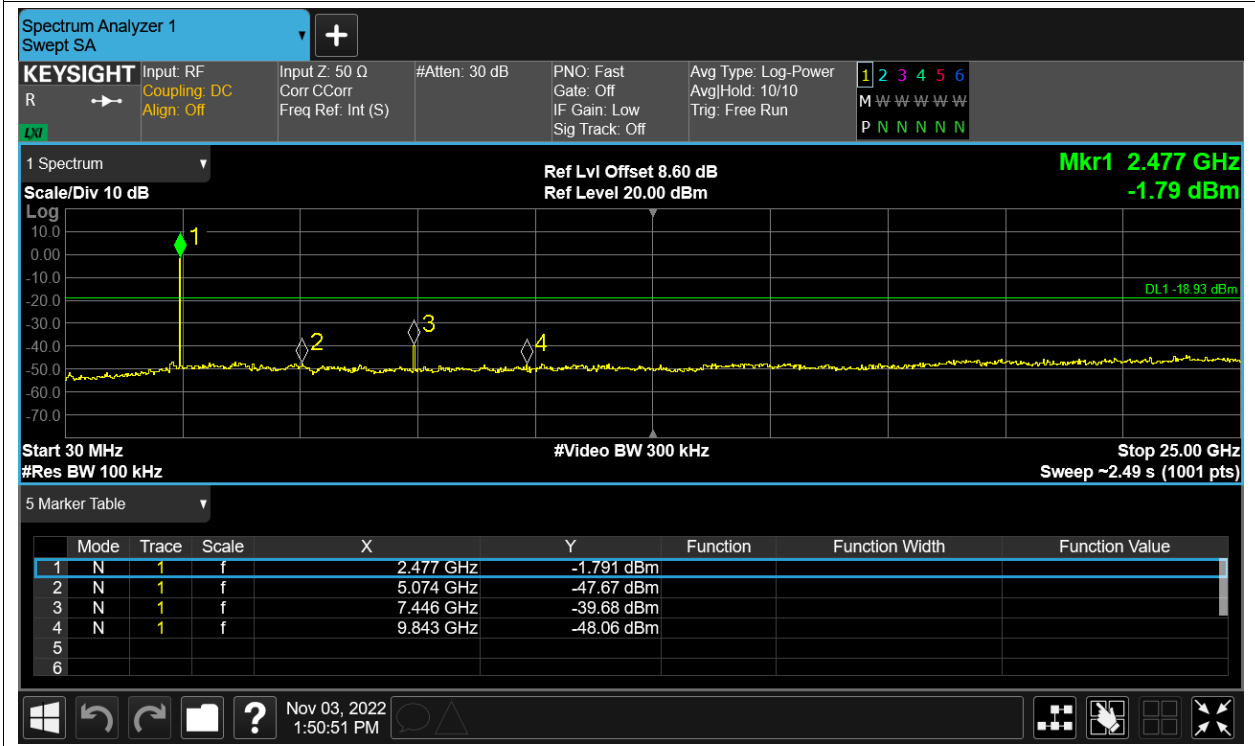 Spectrum Analyzer 1
Swept SA
+
KEYSIGHT
R
LXI
Input: RF
Coupling: DC
Align: Off
Input Z: 50 Ω
Corr CCorr
Freq Ref: Int (S)
#Atten: 30 dB
PNO: Fast
Gate: Off
IF Gain: Low
Sig Track: Off
Avg Type: Log-Power
Avg|Hold: 10/10
Trig: Free Run
1 2 3 4 5 6
M W W W W W
P N N N N N
1 Spectrum
Scale/Div 10 dB
Ref Lvl Offset 8.60 dB
Ref Level 20.00 dBm
Mkr1 2.477 GHz
-1.79 dBm
Log
10.0
0.00
-10.0
-20.0
-30.0
-40.0
-50.0
-60.0
-70.0
1
2
3
4
DL1 -18.93 dBm
Start 30 MHz
#Res BW 100 kHz
#Video BW 300 kHz
Stop 25.00 GHz
Sweep ~2.49 s (1001 pts)
5 Marker Table
Mode Trace Scale X Y Function Function Width Function Value
1 N 1 f 2.477 GHz -1.791 dBm
2 N 1 f 5.074 GHz -47.67 dBm
3 N 1 f 7.446 GHz -39.68 dBm
4 N 1 f 9.843 GHz -48.06 dBm
5
6
?
Nov 03, 2022
1:50:51 PM